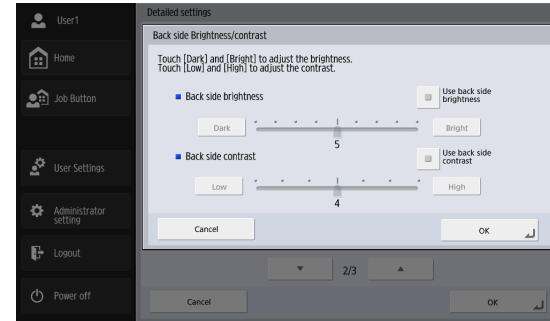 User1
Home
Job Button
User Settings
Administrator
setting
Logout
Power off
Detailed settings
Back side Brightness/contrast
Touch [Dark] and [Bright] to adjust the brightness.
Touch [Low] and [High] to adjust the contrast.
Back side brightness
Use back side
brightness
Dark
Bright
5
Back side contrast
Use back side
contrast
Low
High
4
Cancel
OK
2/3
Cancel
OK